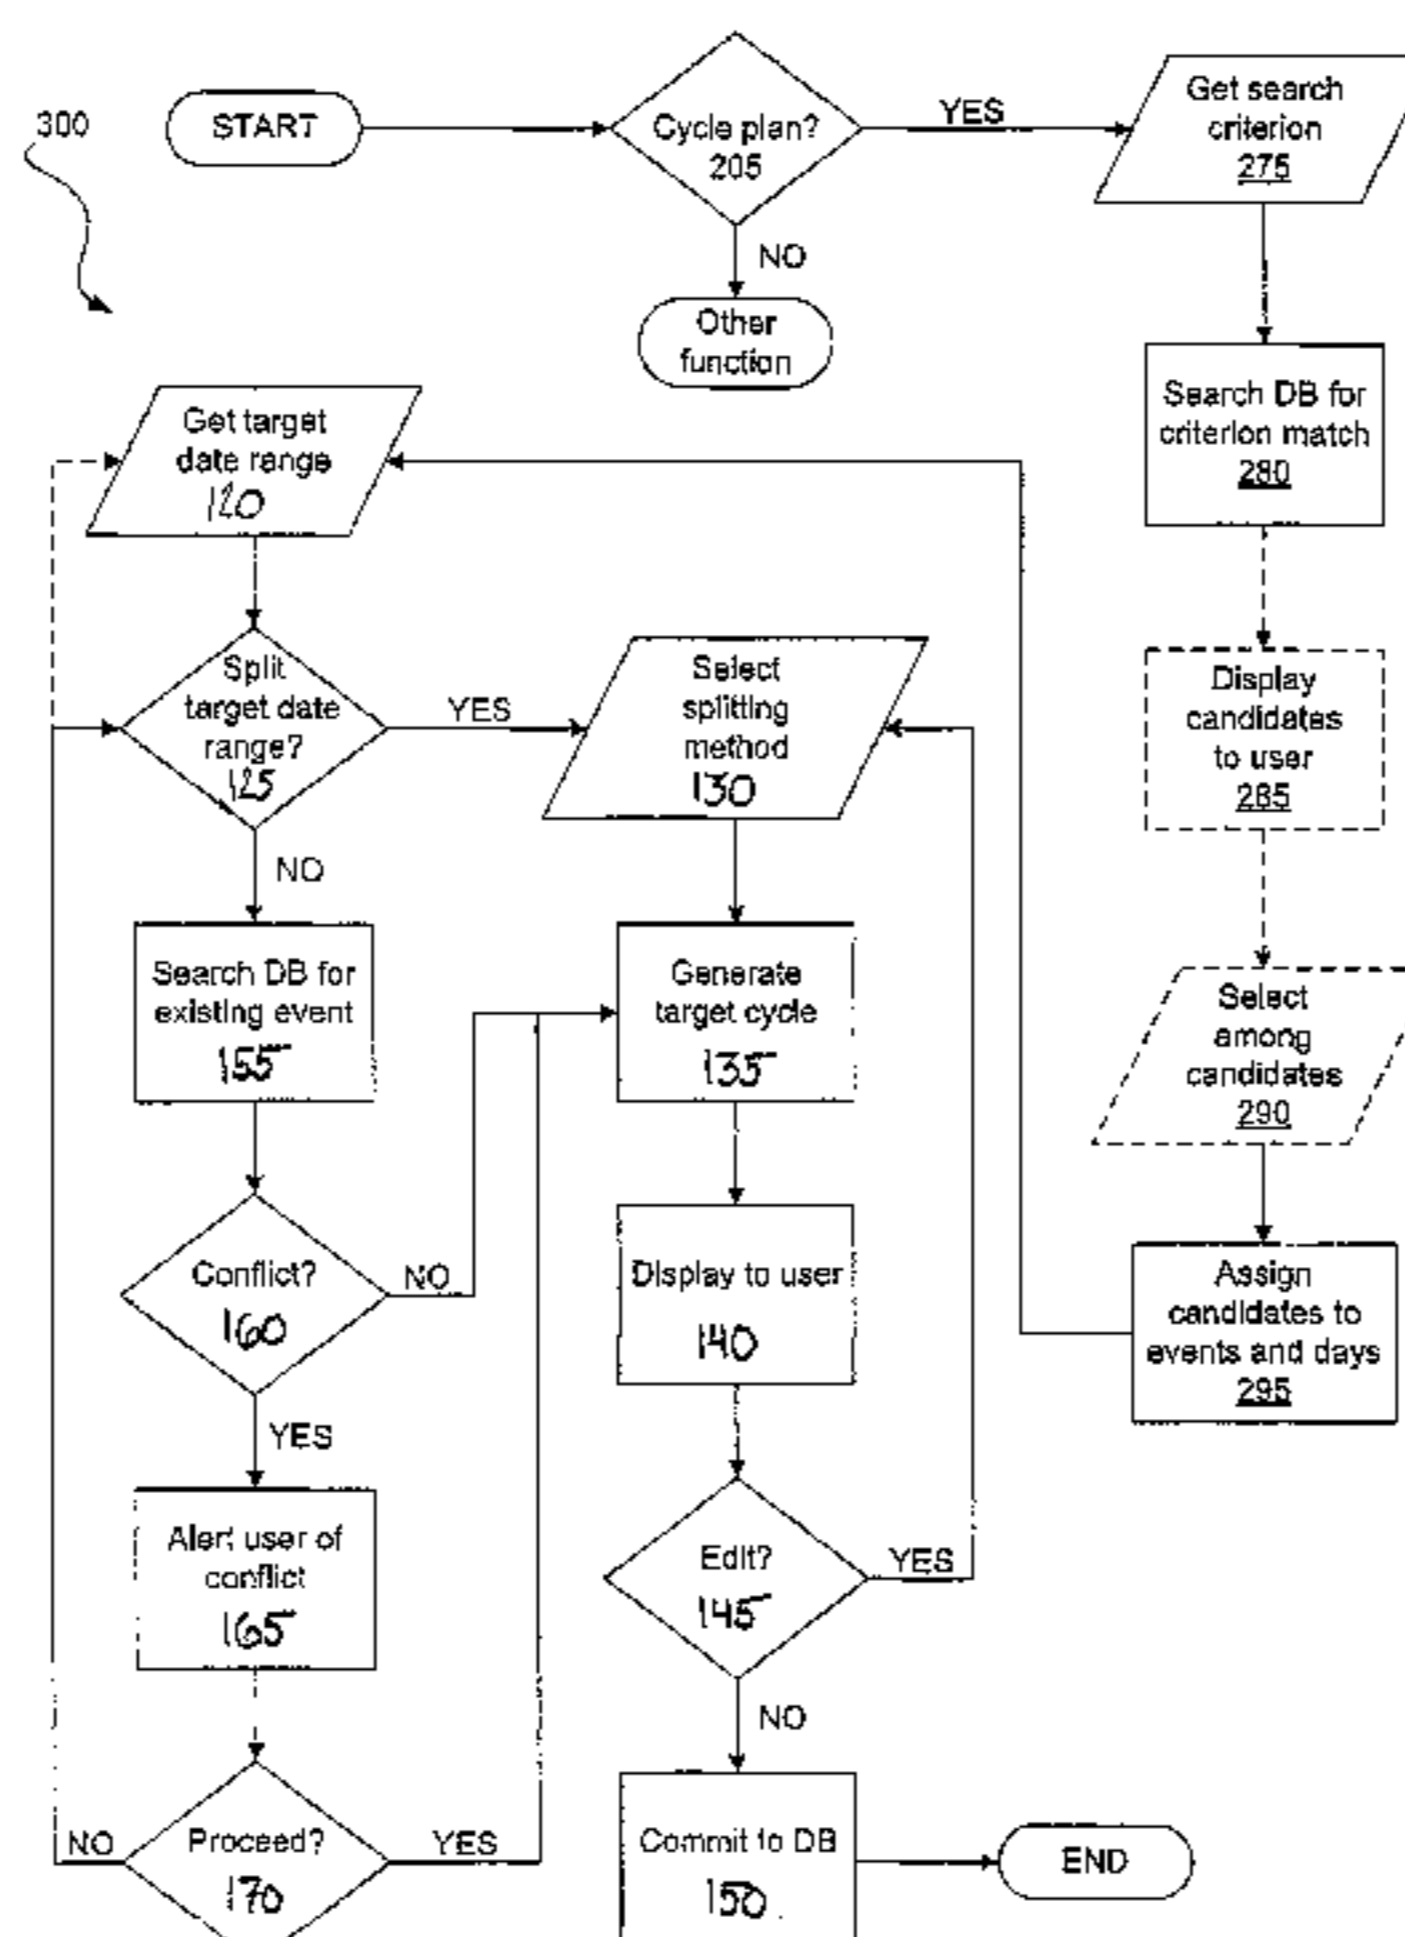 300
START
Cycle plan?
205
YES
Get search
criterion
275
NO
Other
function
Search DB for
criterion match
280
Get target
date range
120
Split
target date
range?
125
YES
Select
splitting
method
130
Display
candidates
to user
285
NO
Search DB for
existing event
155
Generate
target cycle
135
Select
among
candidates
290
Conflict?
160
NO
Display to user
140
Assign
candidates to
events and days
295
YES
Alert user of
conflict
165
Edit?
145
YES
NO
NO
Proceed?
170
YES
Commit to DB
150
END